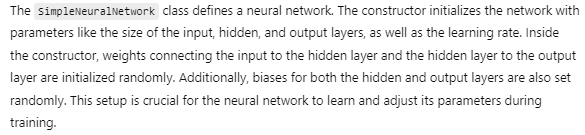 The SimpleNeuralNetwork class defines a neural network. The constructor initializes the network with
parameters like the size of the input, hidden, and output layers, as well as the learning rate. Inside
the constructor, weights connecting the input to the hidden layer and the hidden layer to the output
layer are initialized randomly. Additionally, biases for both the hidden and output layers are also set
randomly. This setup is crucial for the neural network to learn and adjust its parameters during
training.